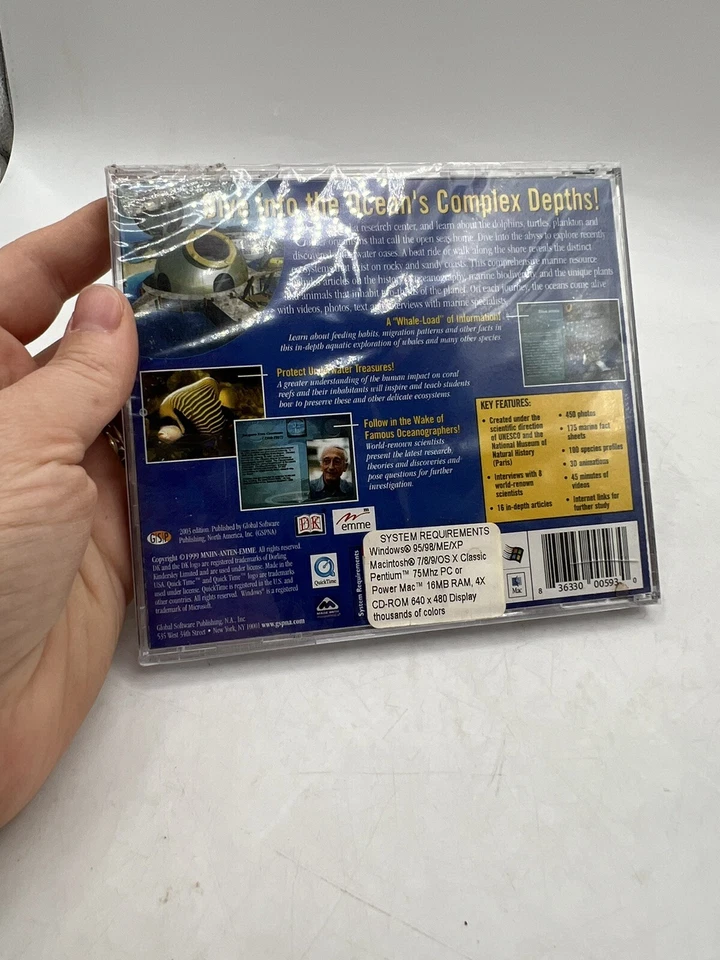 Dive Into the Ocean's Complex Depths!
a research center, and learn about the dolphins, turtles, plankton and
organisms that call the open seas home. Dive into the abyss to explore recently
discovered water oases. A boat ride or walk along the shore reveals the distinct
exist on rocky and sandy coasts. This comprehensive marine resource
articles on the history of oceanography, marine biodiversity, and the unique plants
animals that inhabit of the planet. On each journey, the oceans come alive
with videos, photos, text and interviews with marine specialists.
A "Whale-Load" of Information!
Learn about feeding habits, migration patterns and other facts in
this in-depth aquatic exploration of whales and many other species
Protect Underwater Treasures!
A greater understanding of the human impact on coral
reefs and their inhabitants will inspire and teach students
how to preserve these and other delicate ecosystems.
Follow in the Wake of
Famous Oceanographers!
World-renown scientists
present the latest research,
theories and discoveries and
pose questions for further
investigation.
KEY FEATURES:
• Created under the
scientific direction
of UNESCO and the
National Museum of
Natural History
(Paris)
• Interviews with 8
world-renown
scientists
• 16 in-depth articles
• 450 photos
• 175 marine fact
sheets
• 100 species profiles
• 30 animations
• 45 minutes of
videos
• Internet links for
further study
GSP
2003 edition. Published by Global Software
Publishing, North America, Inc. (GSPNA)
DK
emme
Copyright ©1999 MNHN-ANTEN-EMME. All rights reserved.
DK and the DK logo are registered trademarks of Dorling
Kindersley Limited and are used under license. Made in the
USA. Quick Time™ and Quick Time™ logo are trademarks
used under license. QuickTime is registered in the U.S. and
other countries. All rights reserved. Windows® is a registered
trademark of Microsoft.
Global Software Publishing, N.A., Inc
535 West 34th Street • New York, NY 10001 www.gspna.com
QuickTime
System Requirements
SYSTEM REQUIREMENTS
Windows® 95/98/ME/XP
Macintosh® 7/8/9/OS X Classic
Pentium™ 75Mhz PC or
Power Mac™ 16MB RAM, 4X
CD-ROM 640 x 480 Display
thousands of colors
Mac
8 36330 00593 0